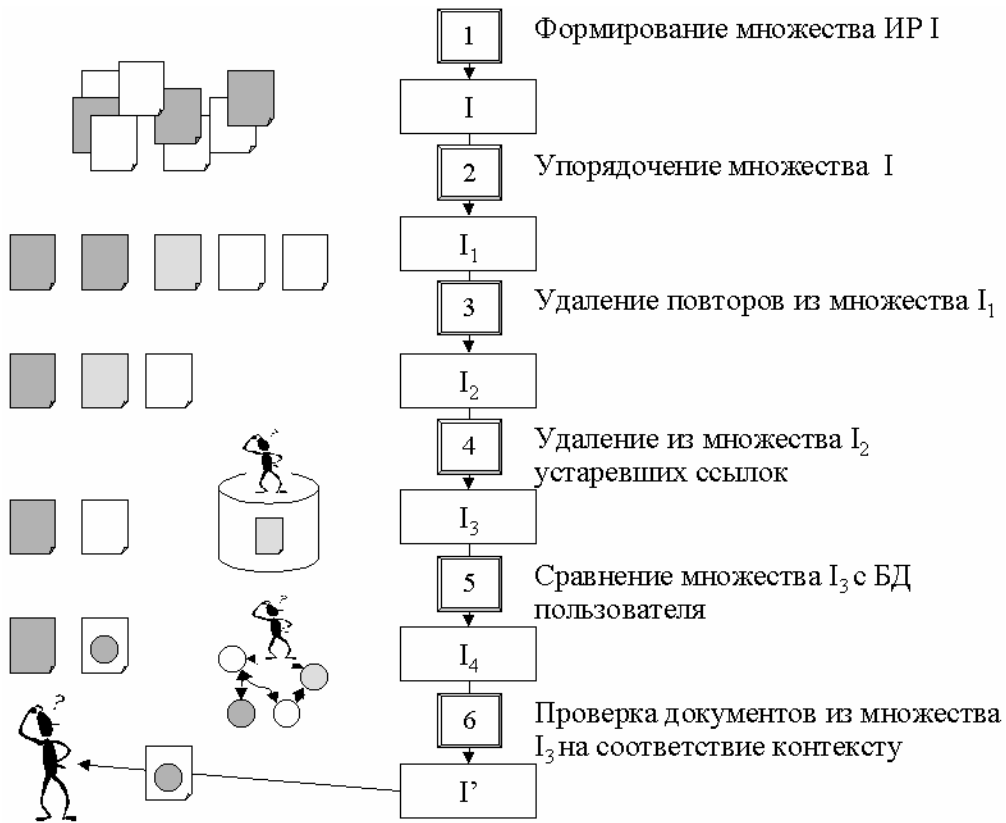 1
Формирование множества ИР I
I
2
Упорядочение множества I
I₁
3
Удаление повторов из множества I₁
I₂
4
Удаление из множества I₂
устаревших ссылок
I₃
5
Сравнение множества I₃ с БД
пользователя
I₄
6
Проверка документов из множества
I₃ на соответствие контексту
I’
?
?
?